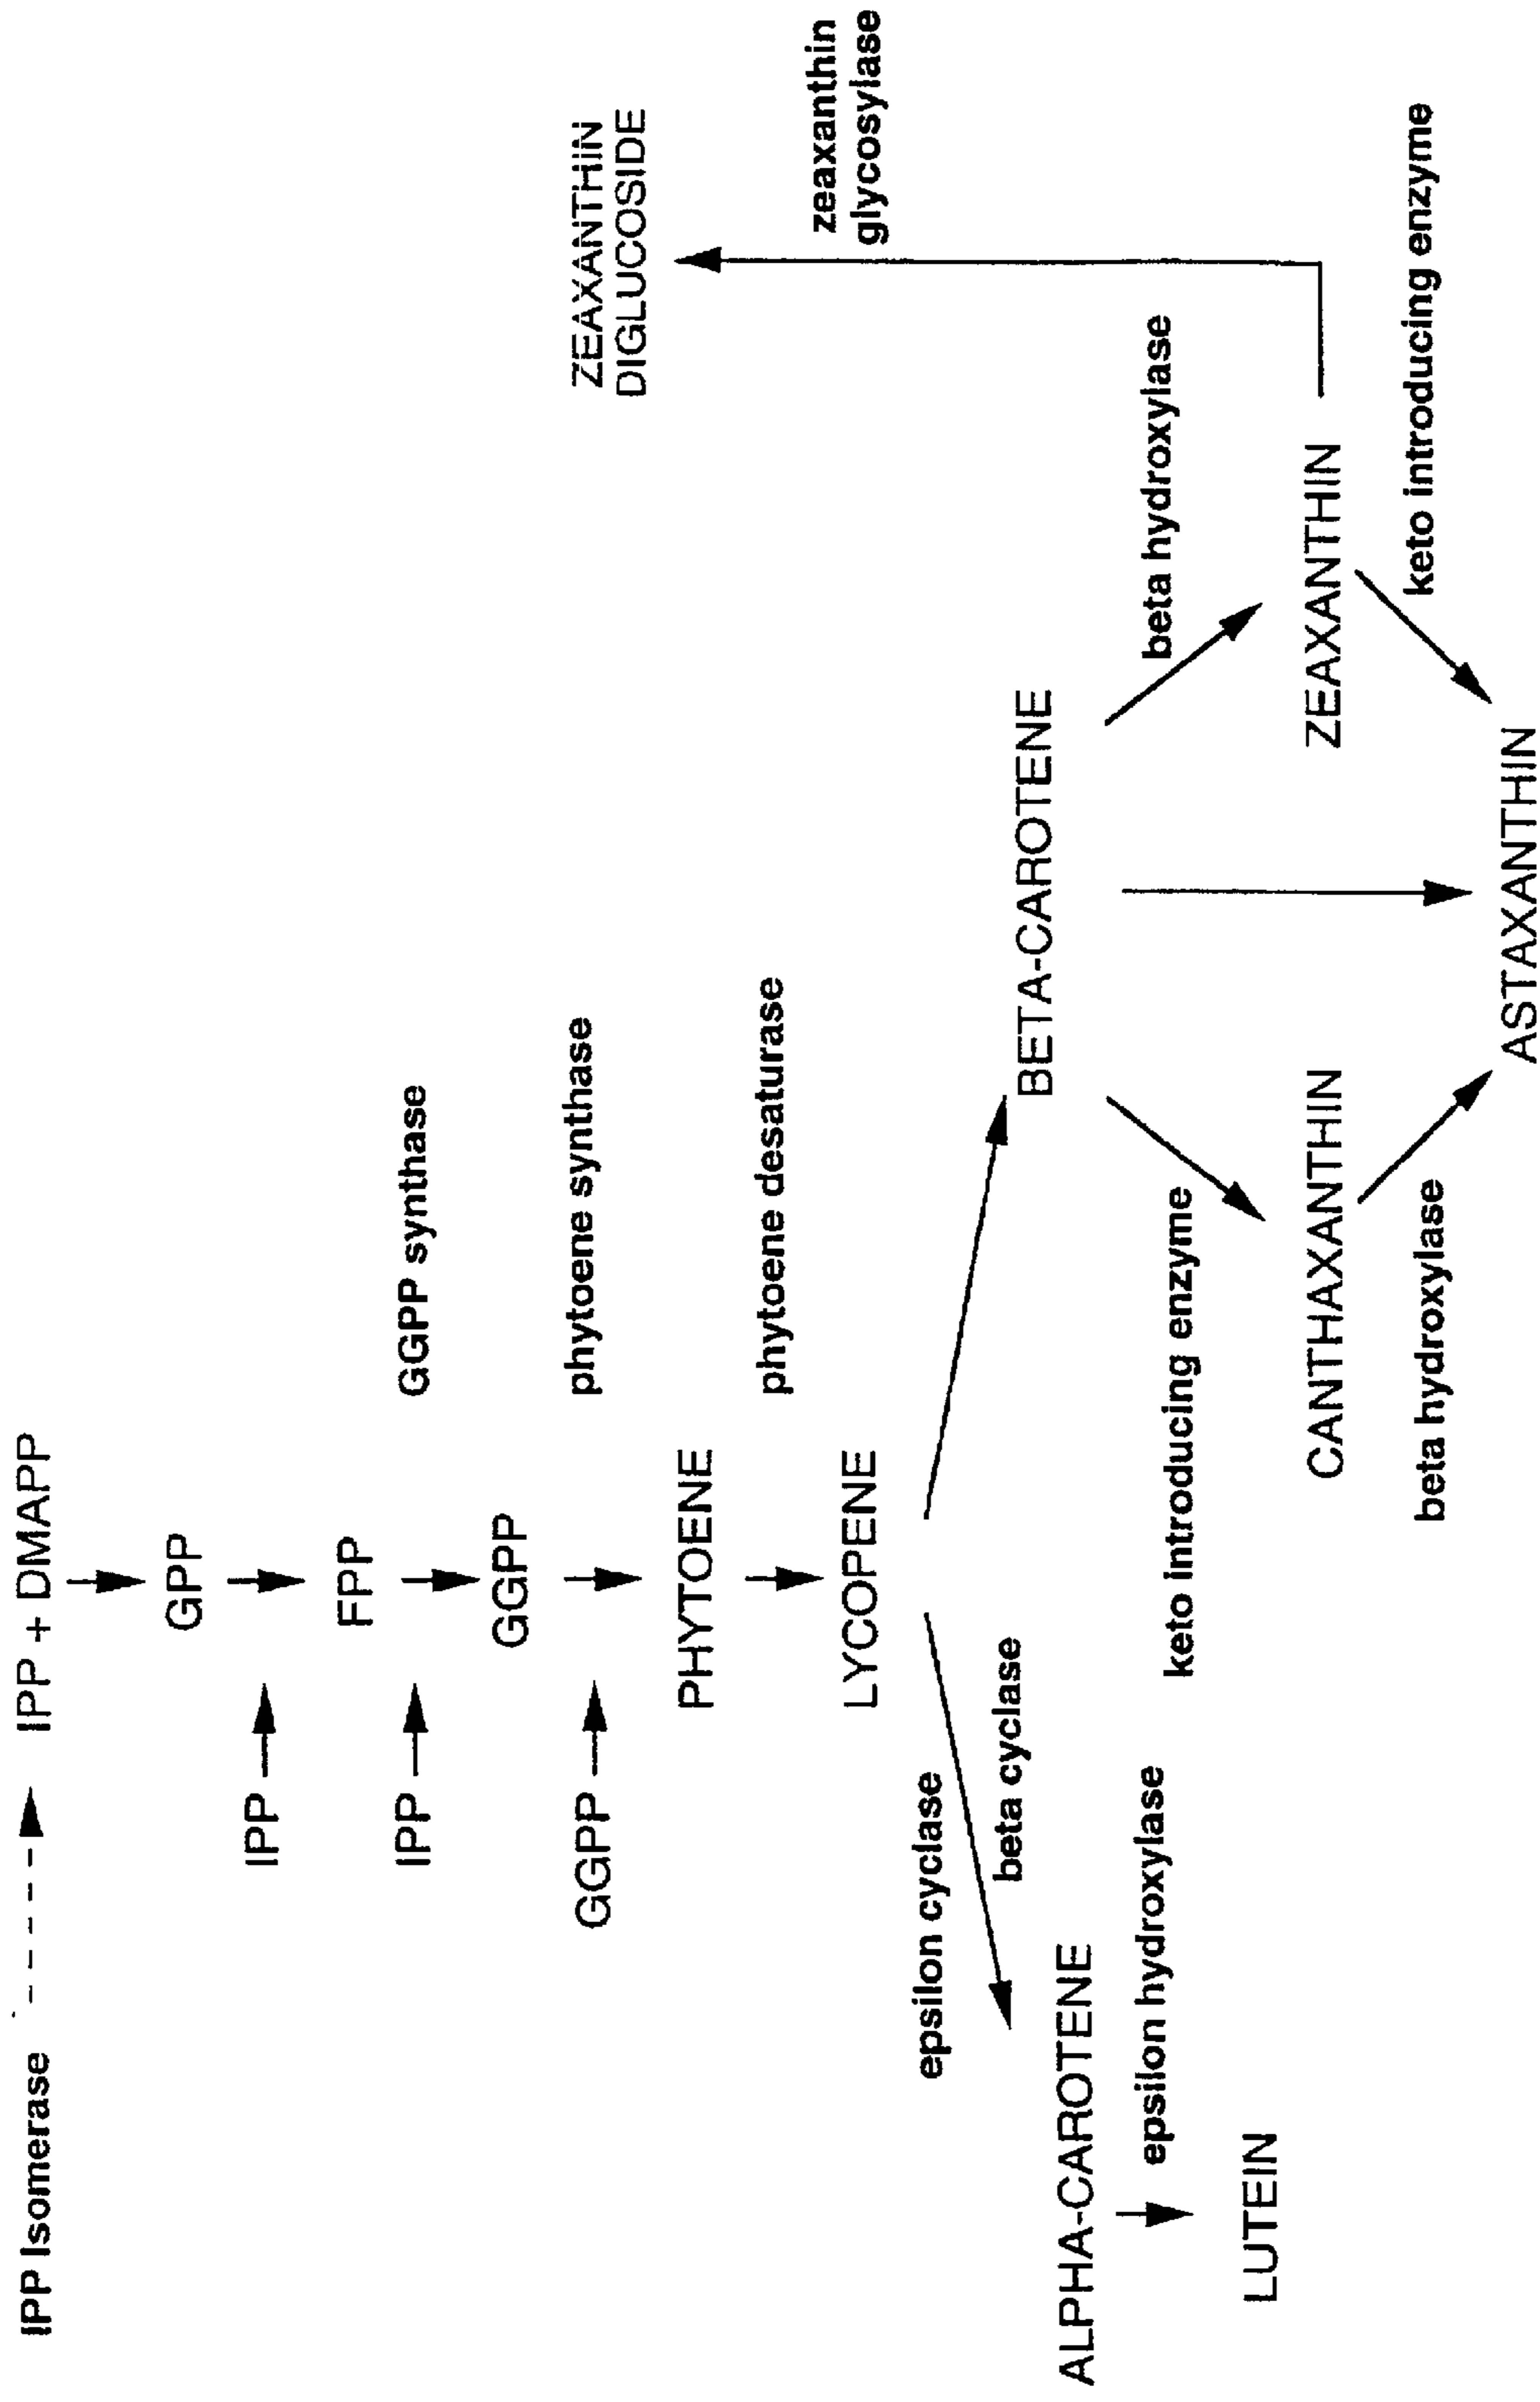 IPP Isomerase
IPP + DMAPP
GPP
IPP
FPP
IPP
GGPP synthase
GGPP
GGPP
phytoene synthase
PHYTOENE
phytoene desaturase
LYCOPENE
epsilon cyclase
beta cyclase
ALPHA-CAROTENE
epsilon hydroxylase
LUTEIN
BETA-CAROTENE
keto introducing enzyme
beta hydroxylase
CANTHAXANTHIN
ZEAXANTHIN
beta hydroxylase
keto introducing enzyme
ASTAXANTHIN
ZEAXANTHIN
DIGLUCOSIDE
zeaxanthin
glycosylase